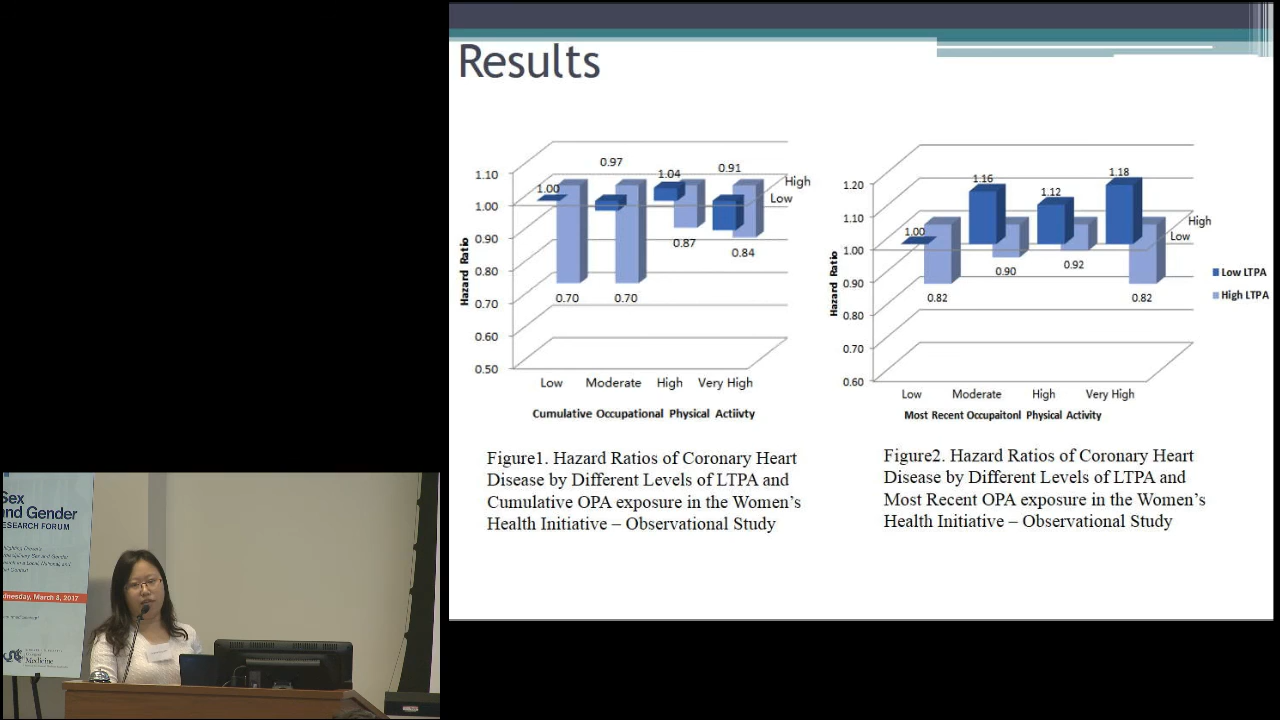 Results
0.97
1.04
0.91
1.00
High
Low
1.10
1.00
0.90
0.80
0.70
0.60
0.50
0.70
0.70
0.87
0.84
Hazard Ratio
Low
Moderate
High
Very High
Cumulative Occupational Physical Actiivty
Figure1. Hazard Ratios of Coronary Heart
Disease by Different Levels of LTPA and
Cumulative OPA exposure in the Women's
Health Initiative – Observational Study
1.16
1.12
1.18
1.00
High
Low
1.20
1.10
1.00
0.90
0.80
0.70
0.60
0.82
0.90
0.92
0.82
Hazard Ratio
Low
Moderate
High
Very High
Most Recent Occupaitonl Physical Activity
Low LTPA
High LTPA
Figure2. Hazard Ratios of Coronary Heart
Disease by Different Levels of LTPA and
Most Recent OPA exposure in the Women's
Health Initiative – Observational Study
Sex
nd Gender
ESEARCH FORUM
dnesday, March 8, 2017
Medicine